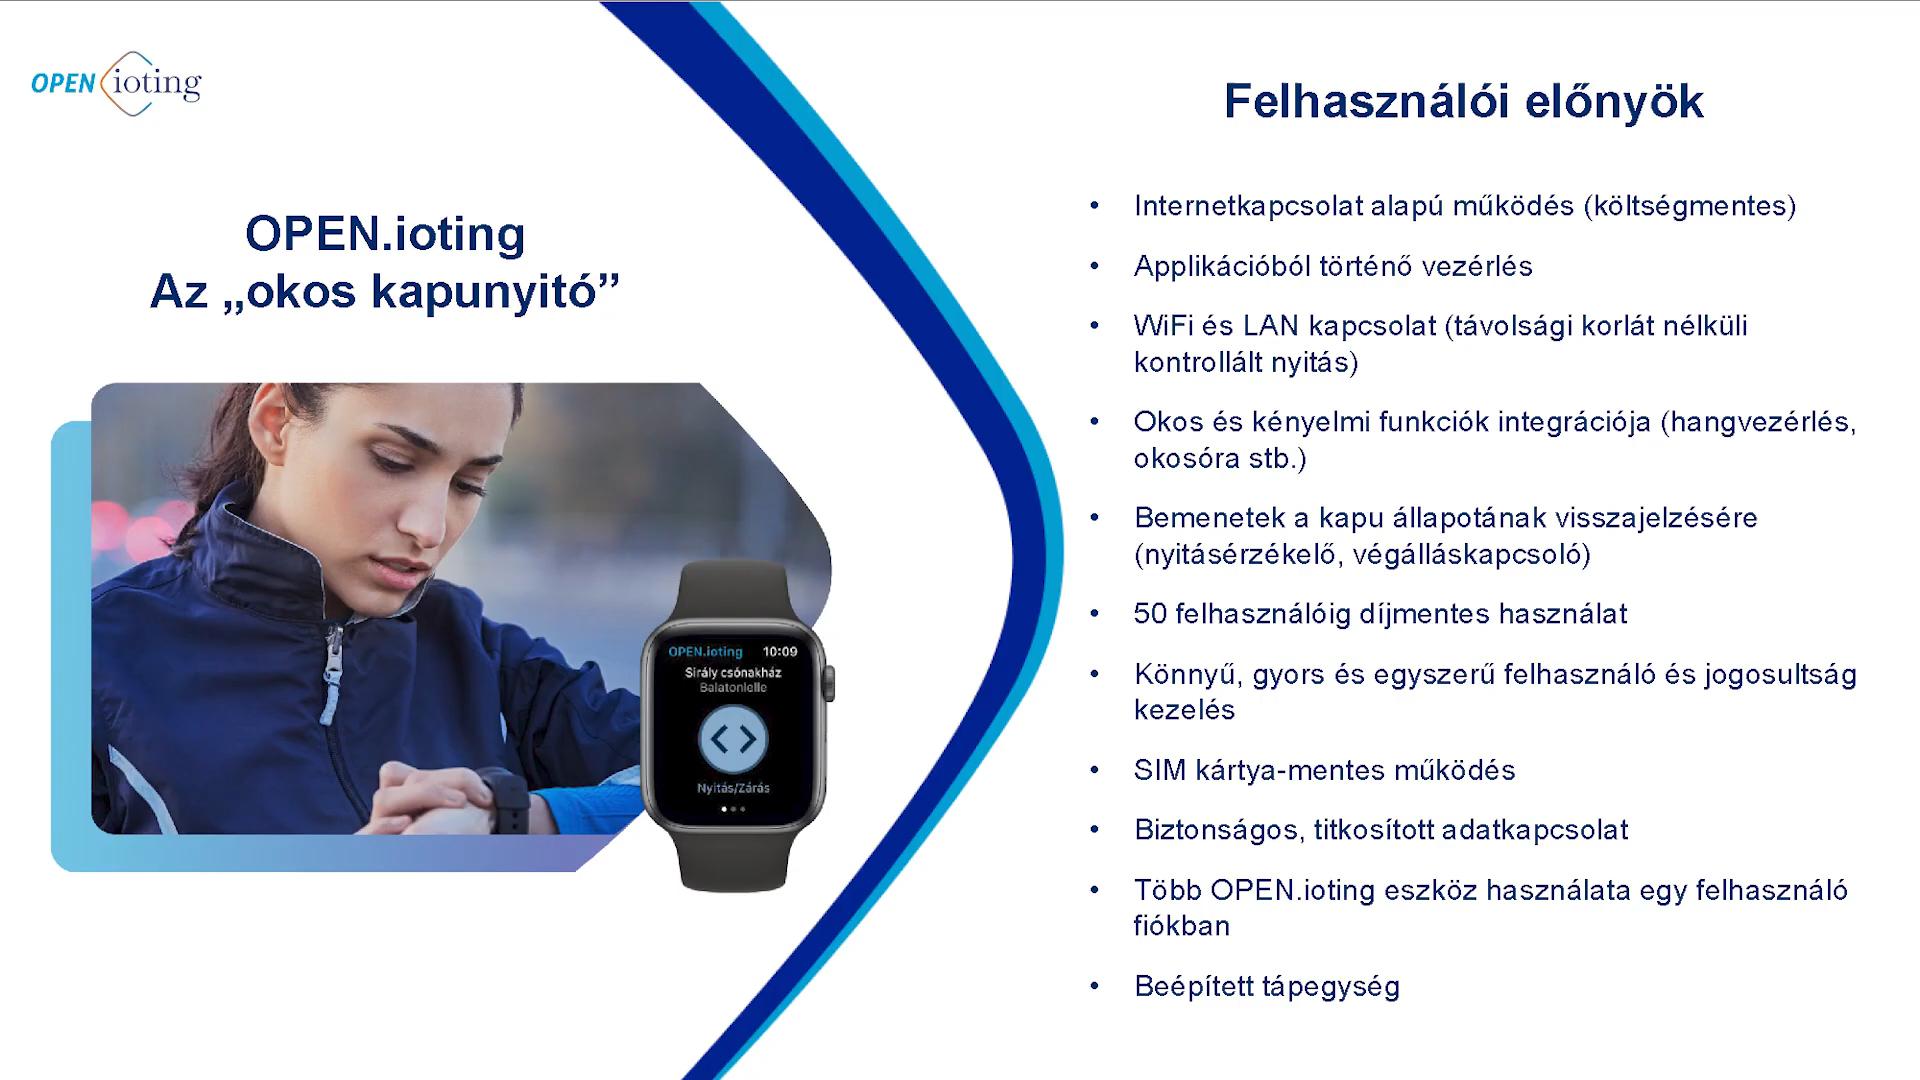 OPEN ioting
OPEN.ioting
Az „okos kapunyitó”
OPEN.ioting 10:09
Sirály csónakház
Balatonlelle
Nyitás/Zárás
Felhasználói előnyök
• Internetkapcsolat alapú működés (költségmentes)
• Applikációból történő vezérlés
• WiFi és LAN kapcsolat (távolsági korlát nélküli
kontrollált nyitás)
• Okos és kényelmi funkciók integrációja (hangvezérlés,
okosóra stb.)
• Bemenetek a kapu állapotának visszajelzésére
(nyitásérzékelő, végálláskapcsoló)
• 50 felhasználóig díjmentes használat
• Könnyű, gyors és egyszerű felhasználó és jogosultság
kezelés
• SIM kártya-mentes működés
• Biztonságos, titkosított adatkapcsolat
• Több OPEN.ioting eszköz használata egy felhasználó
fiókban
• Beépített tápegység